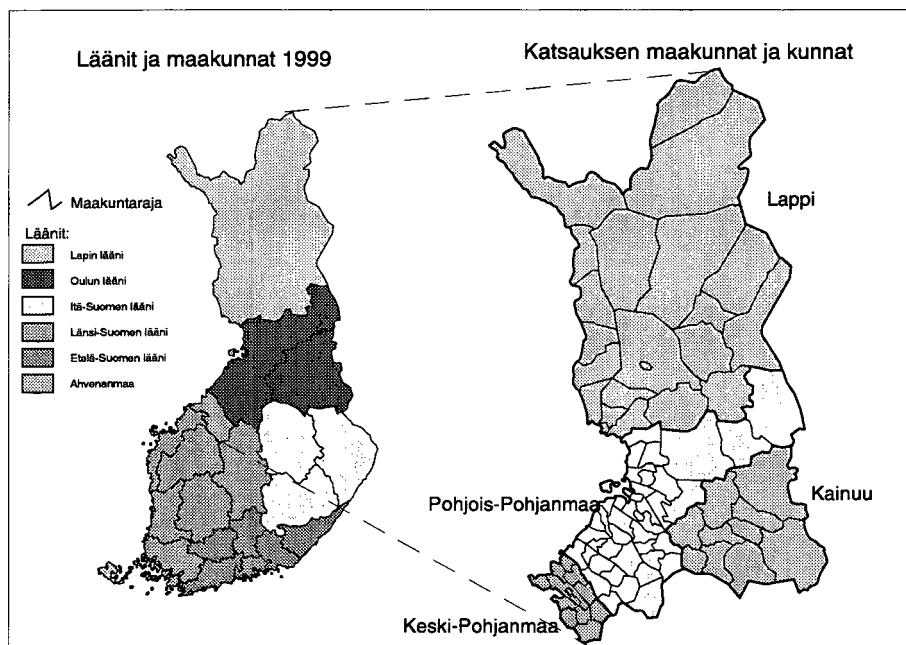 Läänit ja maakunnat 1999
Katsauksen maakunnat ja kunnat
Maakuntaraja
Läänit:
Lapin lääni
Oulun lääni
Itä-Suomen lääni
Länsi-Suomen lääni
Etelä-Suomen lääni
Ahvenanmaa
Lappi
Kainuu
Pohjois-Pohjanmaa
Keski-Pohjanmaa